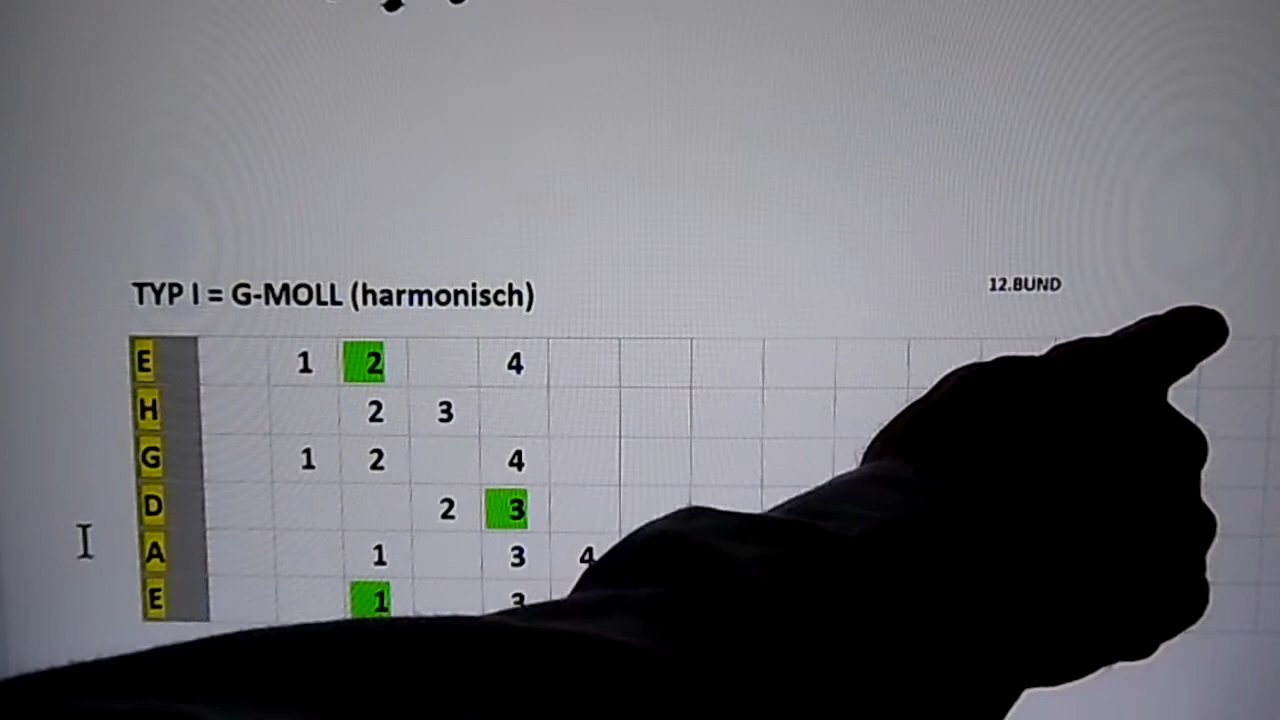 TYP I = G-MOLL (harmonisch)
12.BUND
E 1 2 4
H 2 3
G 1 2 4
D 2 3
A 1 3 4
E 1 3